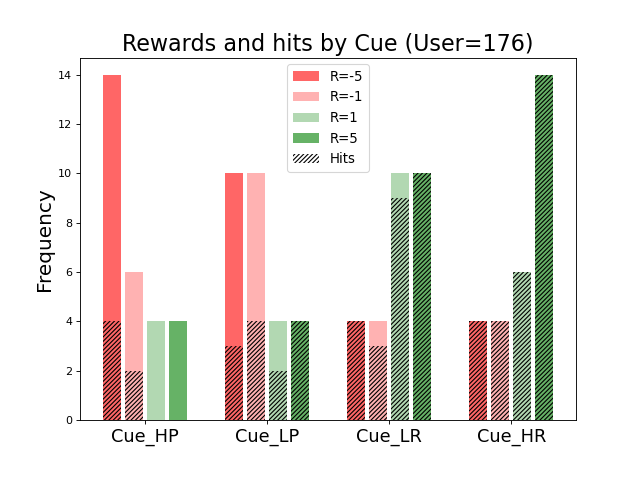 Rewards and hits by Cue (User=176)
R=-5
R=-1
R=1
R=5
Hits
Frequency
14
12
10
8
6
4
2
0
Cue_HP Cue_LP Cue_LR Cue_HR